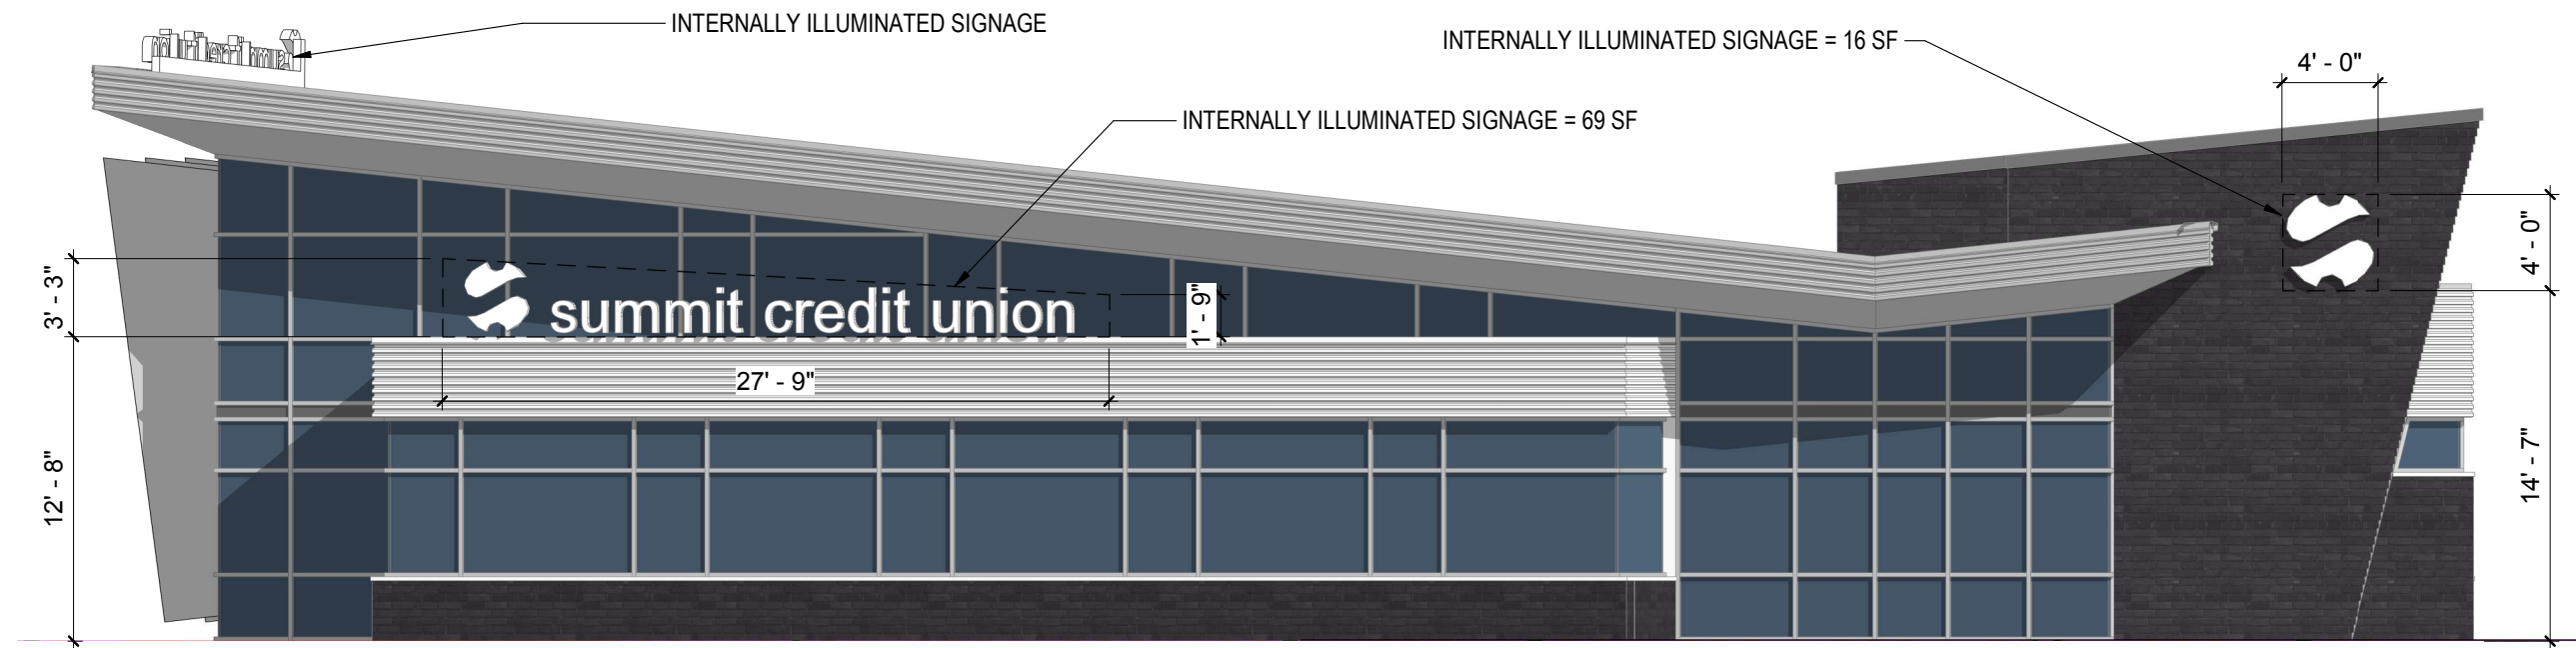 INTERNALLY ILLUMINATED SIGNAGE
INTERNALLY ILLUMINATED SIGNAGE = 16 SF
4' - 0"
INTERNALLY ILLUMINATED SIGNAGE = 69 SF
4' - 0"
3' - 3"
1' - 9"
summit credit union
27' - 9"
12' - 8"
14' - 7"